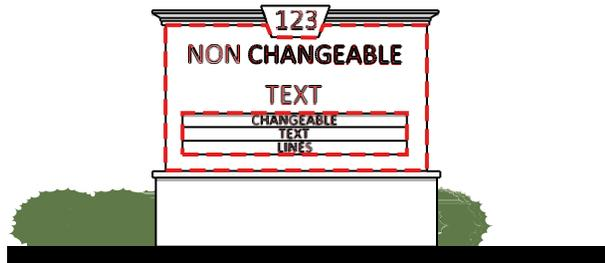 123
NON CHANGEABLE
TEXT
CHANGEABLE
TEXT
LINES